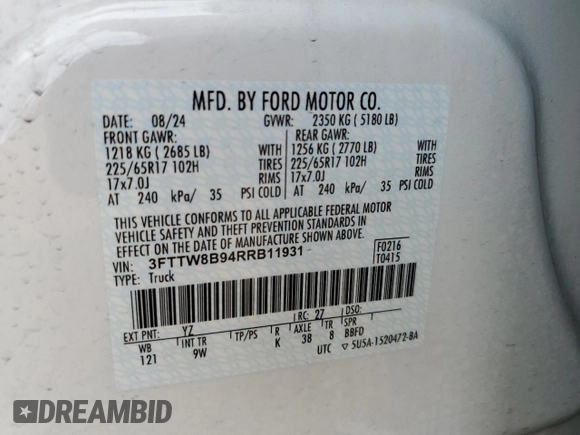 MFD. BY FORD MOTOR CO.
DATE: 08/24 GVWR: 2350 KG ( 5180 LB)
FRONT GAWR: REAR GAWR:
1218 KG ( 2685 LB) WITH 1256 KG ( 2770 LB) WITH
225/65R17 102H TIRES 225/65R17 102H TIRES
17x7.0J RIMS 17x7.0J RIMS
AT 240 kPa/ 35 PSI COLD AT 240 kPa/ 35 PSI COLD
THIS VEHICLE CONFORMS TO ALL APPLICABLE FEDERAL MOTOR
VEHICLE SAFETY AND THEFT PREVENTION STANDARDS IN
EFFECT ON THE DATE OF MANUFACTURE SHOWN ABOVE.
VIN: 3FTTW8B94RRB11931 F0216
TYPE: Truck T0415
EXT PNT: YZ RC: 27 DSO:
WB INT TR TP/PS R AXLE TR SPR
121 9W K 38 8 BBFD
UTC ▽ 5U5A-1520472-BA
DREAMBID